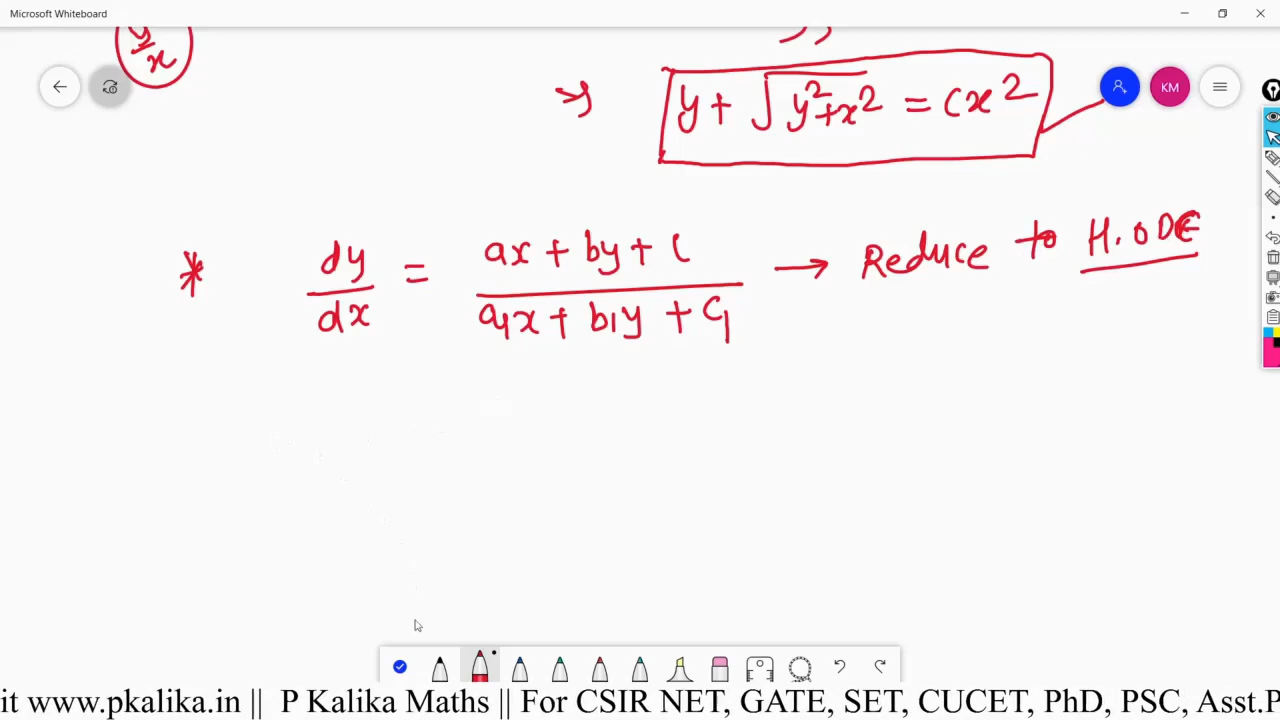 Microsoft Whiteboard
y/x
⇒ y + √(y²+x²) = cx²
KM
* dy/dx = (ax + by + c)/(a₁x + b₁y + c₁) → Reduce to H.ODE
it www.pkalika.in || P Kalika Maths || For CSIR NET, GATE, SET, CUCET, PhD, PSC, Asst.P